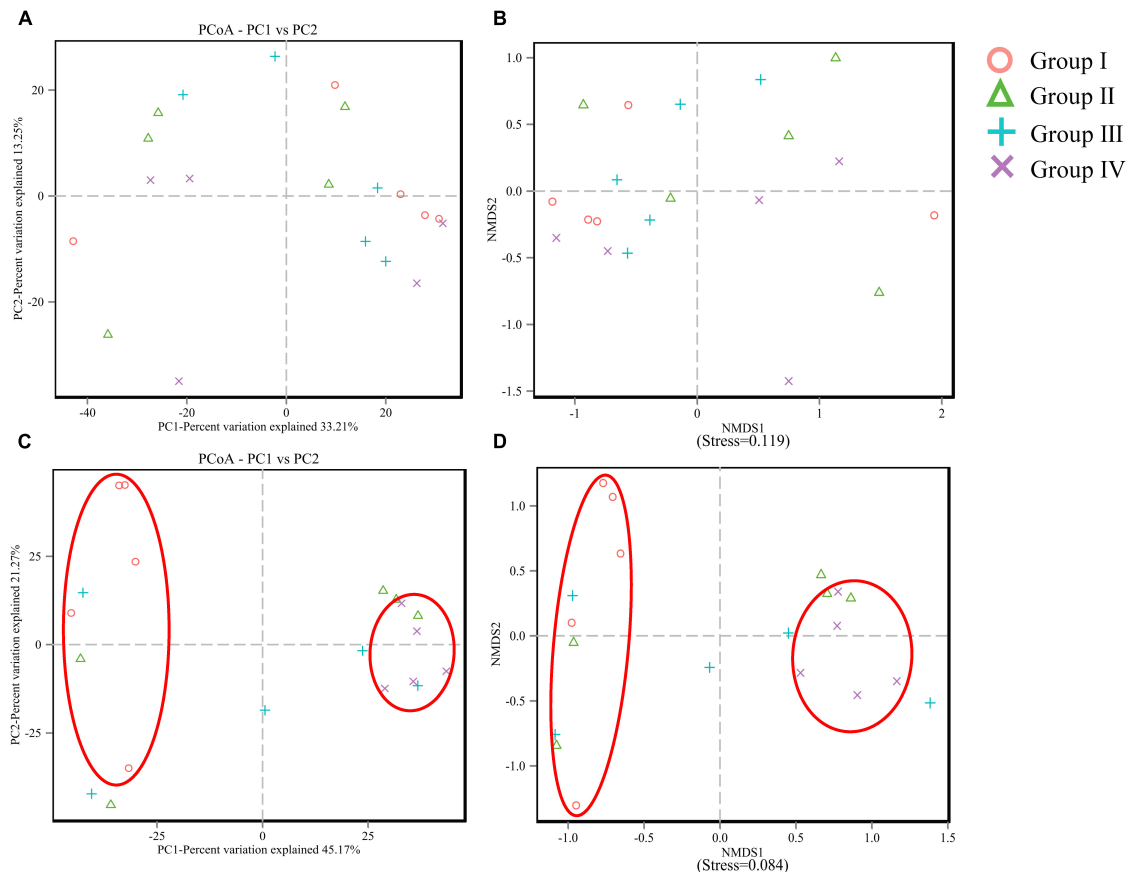 A
PCoA - PC1 vs PC2
PC2-Percent variation explained 13.25%
20
0
-20
-40
-20
0
20
PC1-Percent variation explained 33.21%
B
NMDS2
1.0
0.5
0.0
-0.5
-1.0
-1.5
-1
0
1
2
NMDS1
(Stress=0.119)
Group I
Group II
Group III
Group IV
C
PCoA - PC1 vs PC2
PC2-Percent variation explained 21.27%
25
0
-25
-25
0
25
PC1-Percent variation explained 45.17%
D
NMDS2
1.0
0.5
0.0
-0.5
-1.0
-1.0
-0.5
0.0
0.5
1.0
1.5
NMDS1
(Stress=0.084)